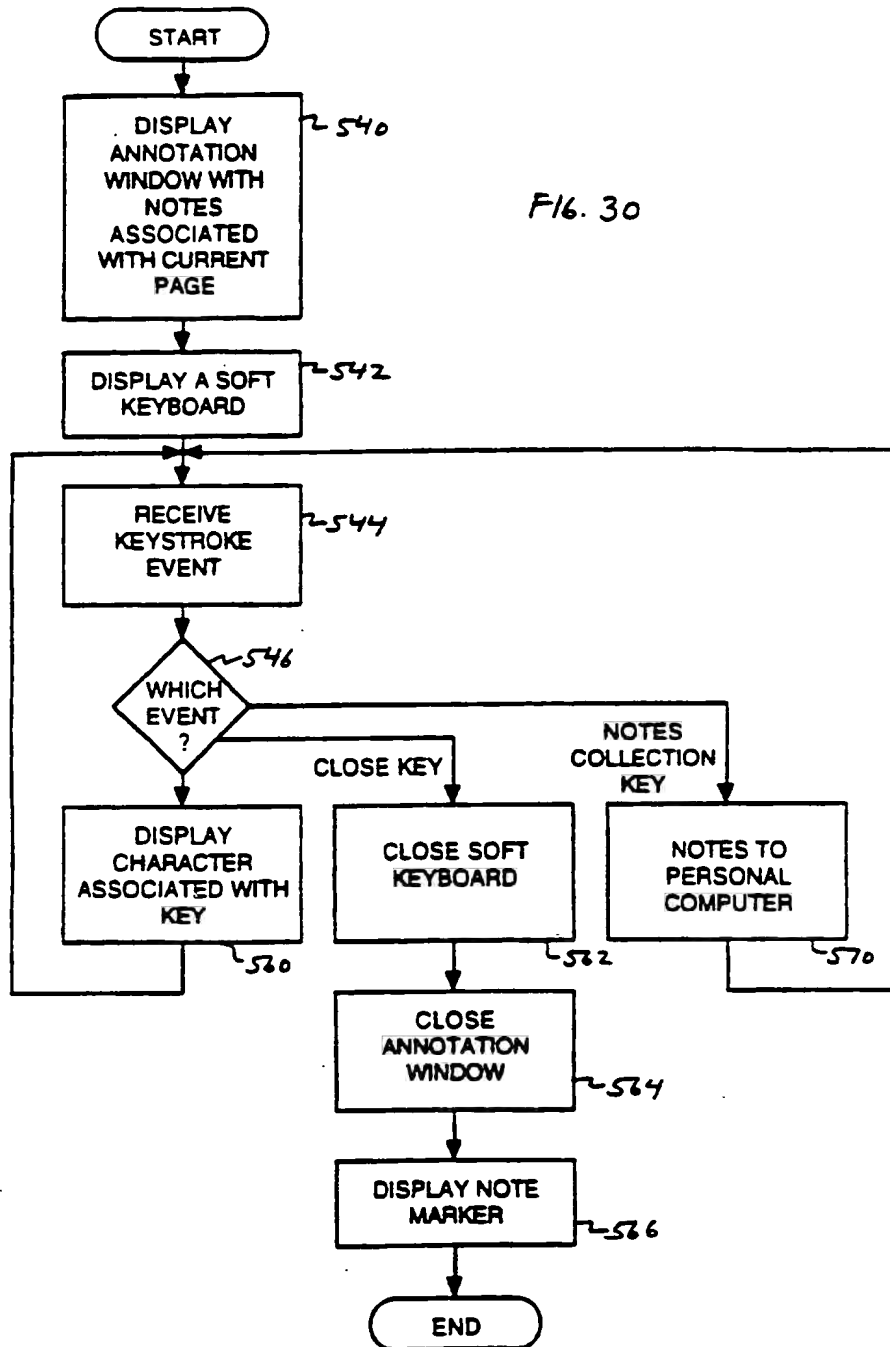 START
DISPLAY
ANNOTATION
WINDOW WITH
NOTES
ASSOCIATED
WITH CURRENT
PAGE
540
FIG. 30
DISPLAY A SOFT
KEYBOARD
542
RECEIVE
KEYSTROKE
EVENT
544
546
WHICH
EVENT
?
CLOSE KEY
NOTES
COLLECTION
KEY
DISPLAY
CHARACTER
ASSOCIATED WITH
KEY
560
CLOSE SOFT
KEYBOARD
562
NOTES TO
PERSONAL
COMPUTER
570
CLOSE
ANNOTATION
WINDOW
564
DISPLAY NOTE
MARKER
566
END